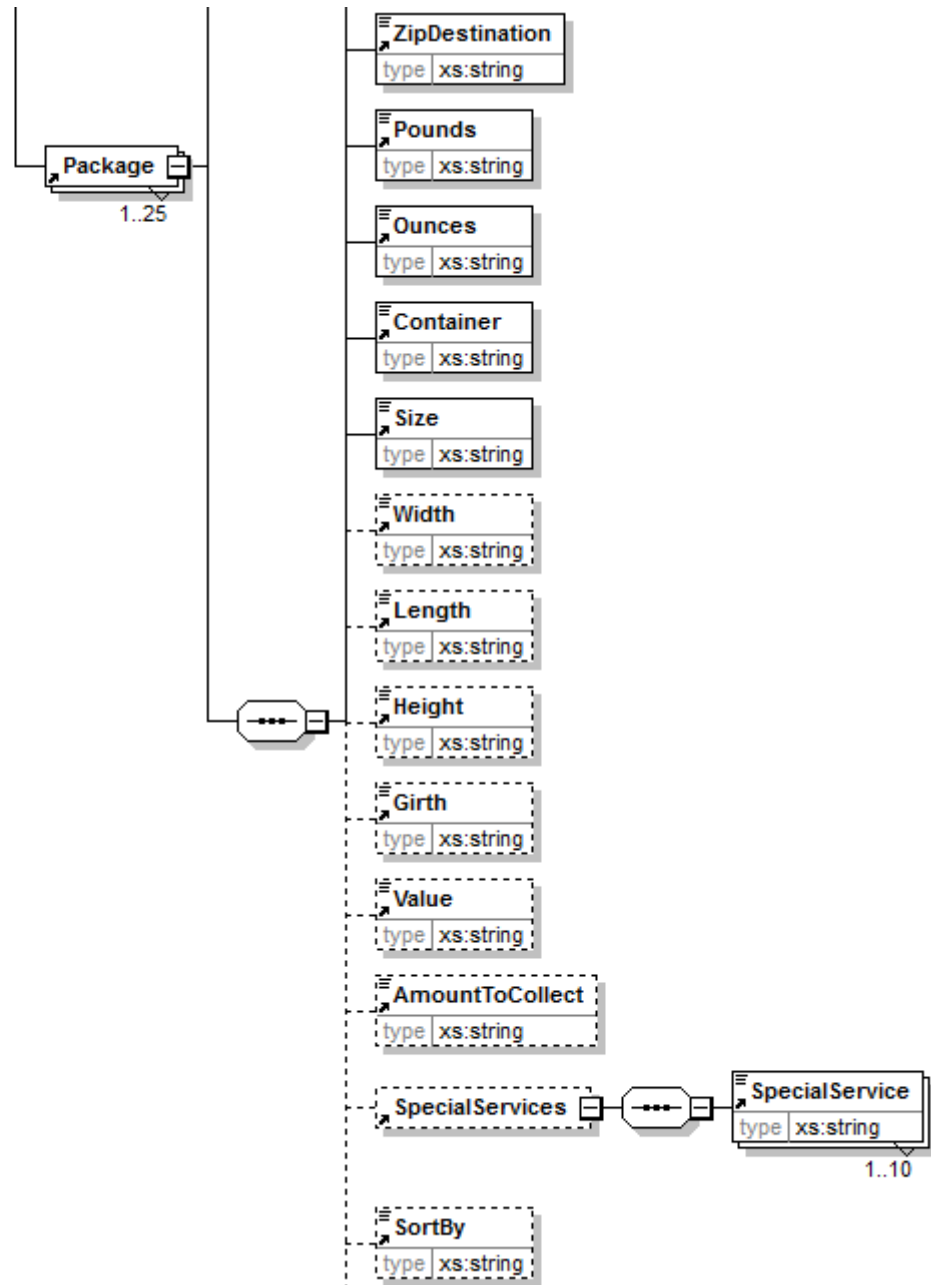 ZipDestination
type xs:string
Pounds
type xs:string
Package
1..25
Ounces
type xs:string
Container
type xs:string
Size
type xs:string
Width
type xs:string
Length
type xs:string
Height
type xs:string
Girth
type xs:string
Value
type xs:string
AmountToCollect
type xs:string
SpecialServices
SpecialService
type xs:string
1..10
SortBy
type xs:string